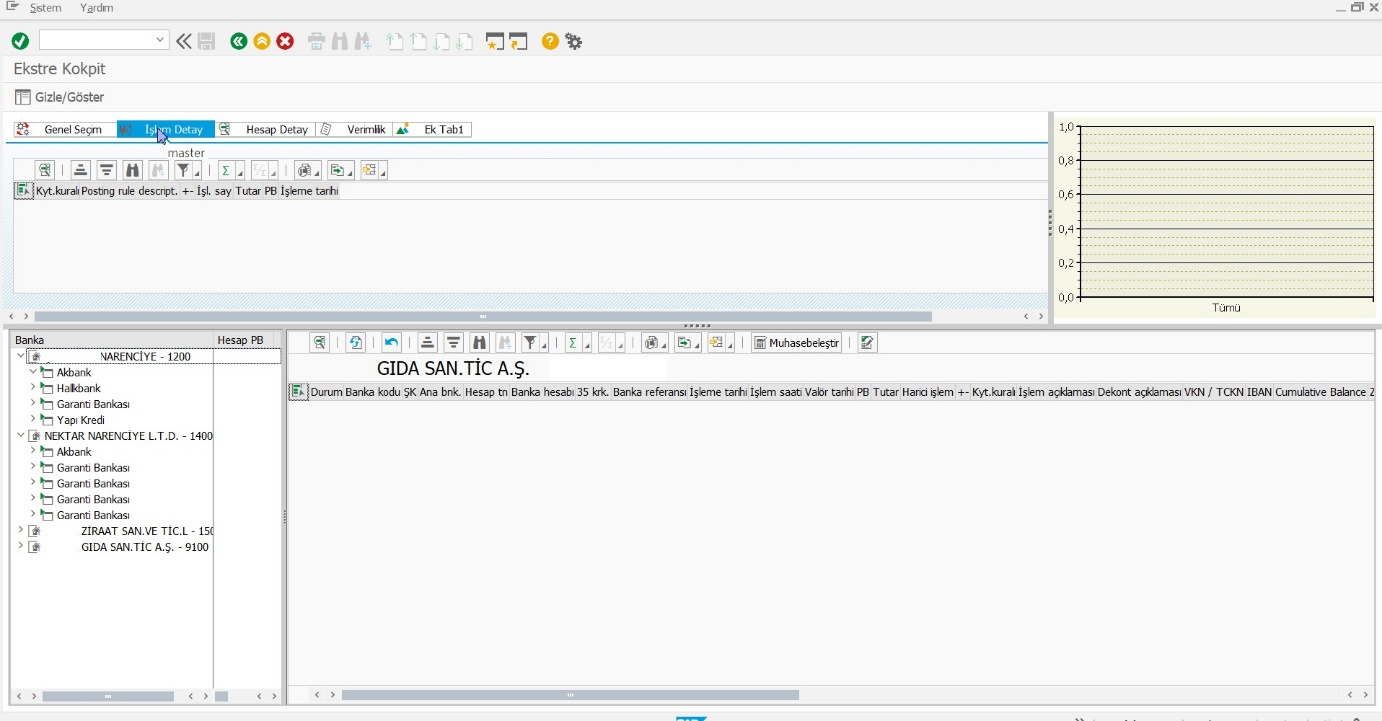 Sistem Yardım
Ekstre Kokpit
Gizle/Göster
Genel Seçim İşlem Detay Hesap Detay Verimlilik Ek Tab1
master
Kyt.kuralı Posting rule descript. +- İşl. say Tutar PB İşleme tarihi
1,0
0,8
0,6
0,4
0,2
0,0
Tümü
Banka Hesap PB
NARENCİYE - 1200
Akbank
Halkbank
Garanti Bankası
Yapı Kredi
NEKTAR NARENCİYE L.T.D. - 1400
Akbank
Garanti Bankası
Garanti Bankası
Garanti Bankası
Garanti Bankası
ZİRAAT SAN.VE TİC.L - 150
GIDA SAN.TİC A.Ş. - 9100
Muhasebeleştir
GIDA SAN.TİC A.Ş.
Durum Banka kodu ŞK Ana bnk. Hesap tn Banka hesabı 35 krk. Banka referansı İşleme tarihi İşlem saati Valör tarihi PB Tutar Harici işlem +- Kyt.kuralı İşlem açıklaması Dekont açıklaması VKN / TCKN IBAN Cumulative Balance Z